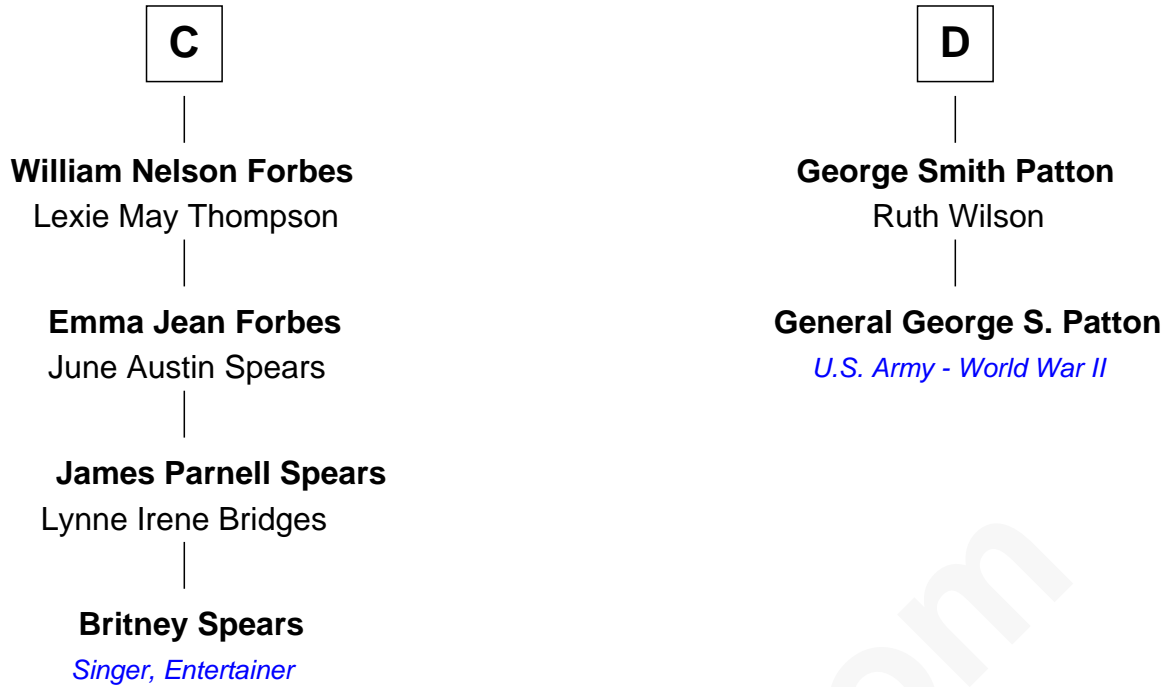 C
William Nelson Forbes
Lexie May Thompson
Emma Jean Forbes
June Austin Spears
James Parnell Spears
Lynne Irene Bridges
Britney Spears
Singer, Entertainer
D
George Smith Patton
Ruth Wilson
General George S. Patton
U.S. Army - World War II
om